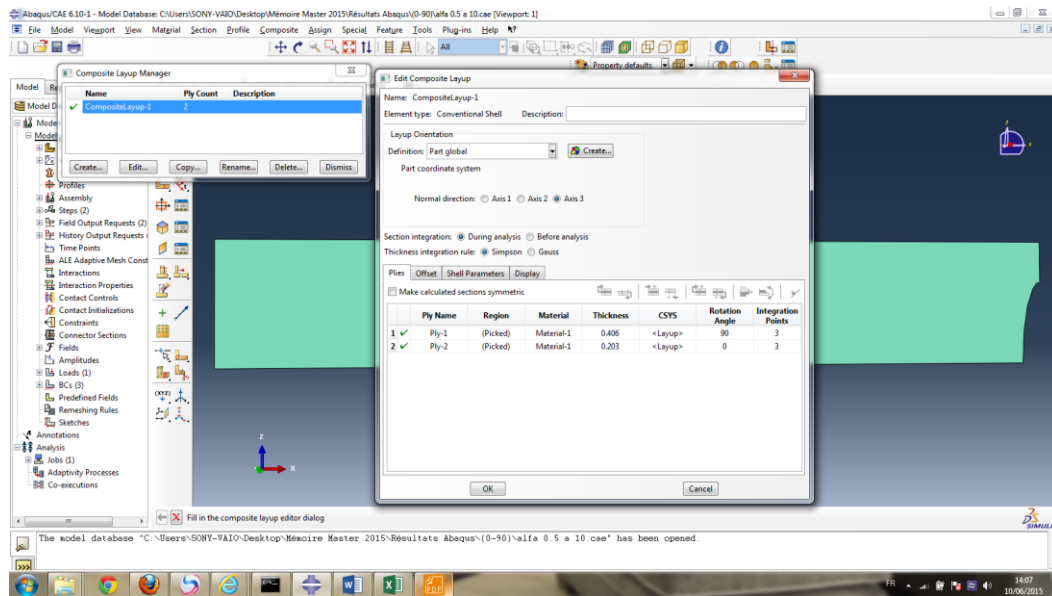 Abaqus/CAE 6.10-1 - Model Database: C:\Users\SONY-VAIO\Desktop\Mémoire Master 2015\Résultats Abaqus\(0-90)\alfa 0.5 a 10.cae [Viewport: 1]
File Model Viewport View Material Section Profile Composite Assign Special Feature Tools Plug-ins Help
All
Property defaults
Composite Layup Manager
Name Ply Count Description
CompositeLayup-1 2
Create... Edit... Copy... Rename... Delete... Dismiss
Model
Model
Profiles
Assembly
Steps (2)
Field Output Requests (2)
History Output Requests
Time Points
ALE Adaptive Mesh Const
Interactions
Interaction Properties
Contact Controls
Contact Initializations
Constraints
Connector Sections
Fields
Amplitudes
Loads (1)
BCs (3)
Predefined Fields
Remeshing Rules
Sketches
Annotations
Analysis
Jobs (1)
Adaptivity Processes
Co-executions
(XYZ)
z
x
Edit Composite Layup
Name: CompositeLayup-1
Element type: Conventional Shell Description:
Layup Orientation
Definition: Part global Create...
Part coordinate system
Normal direction: Axis 1 Axis 2 Axis 3
Section integration: During analysis Before analysis
Thickness integration rule: Simpson Gauss
Plies Offset Shell Parameters Display
Make calculated sections symmetric
Ply Name Region Material Thickness CSYS Rotation Angle Integration Points
1 Ply-1 (Picked) Material-1 0.406 <Layup> 90 3
2 Ply-2 (Picked) Material-1 0.203 <Layup> 0 3
OK Cancel
Fill in the composite layup editor dialog
SIMULI
The model database "C:\Users\SONY-VAIO\Desktop\Mémoire Master 2015\Résultats Abaqus\(0-90)\alfa 0.5 a 10.cae" has been opened.
>>>
FR
14:07
10/06/2015